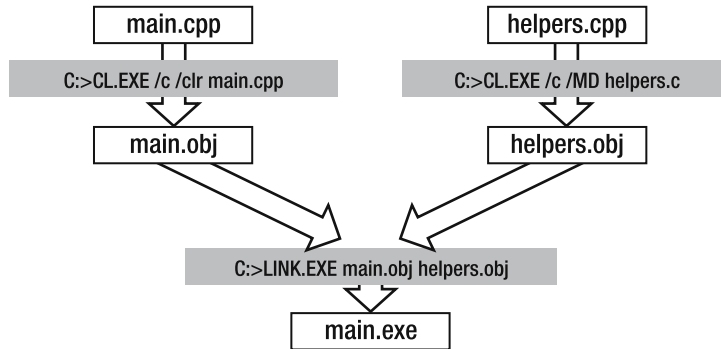 main.cpp
helpers.cpp
C:>CL.EXE /c /clr main.cpp
C:>CL.EXE /c /MD helpers.c
main.obj
helpers.obj
C:>LINK.EXE main.obj helpers.obj
main.exe